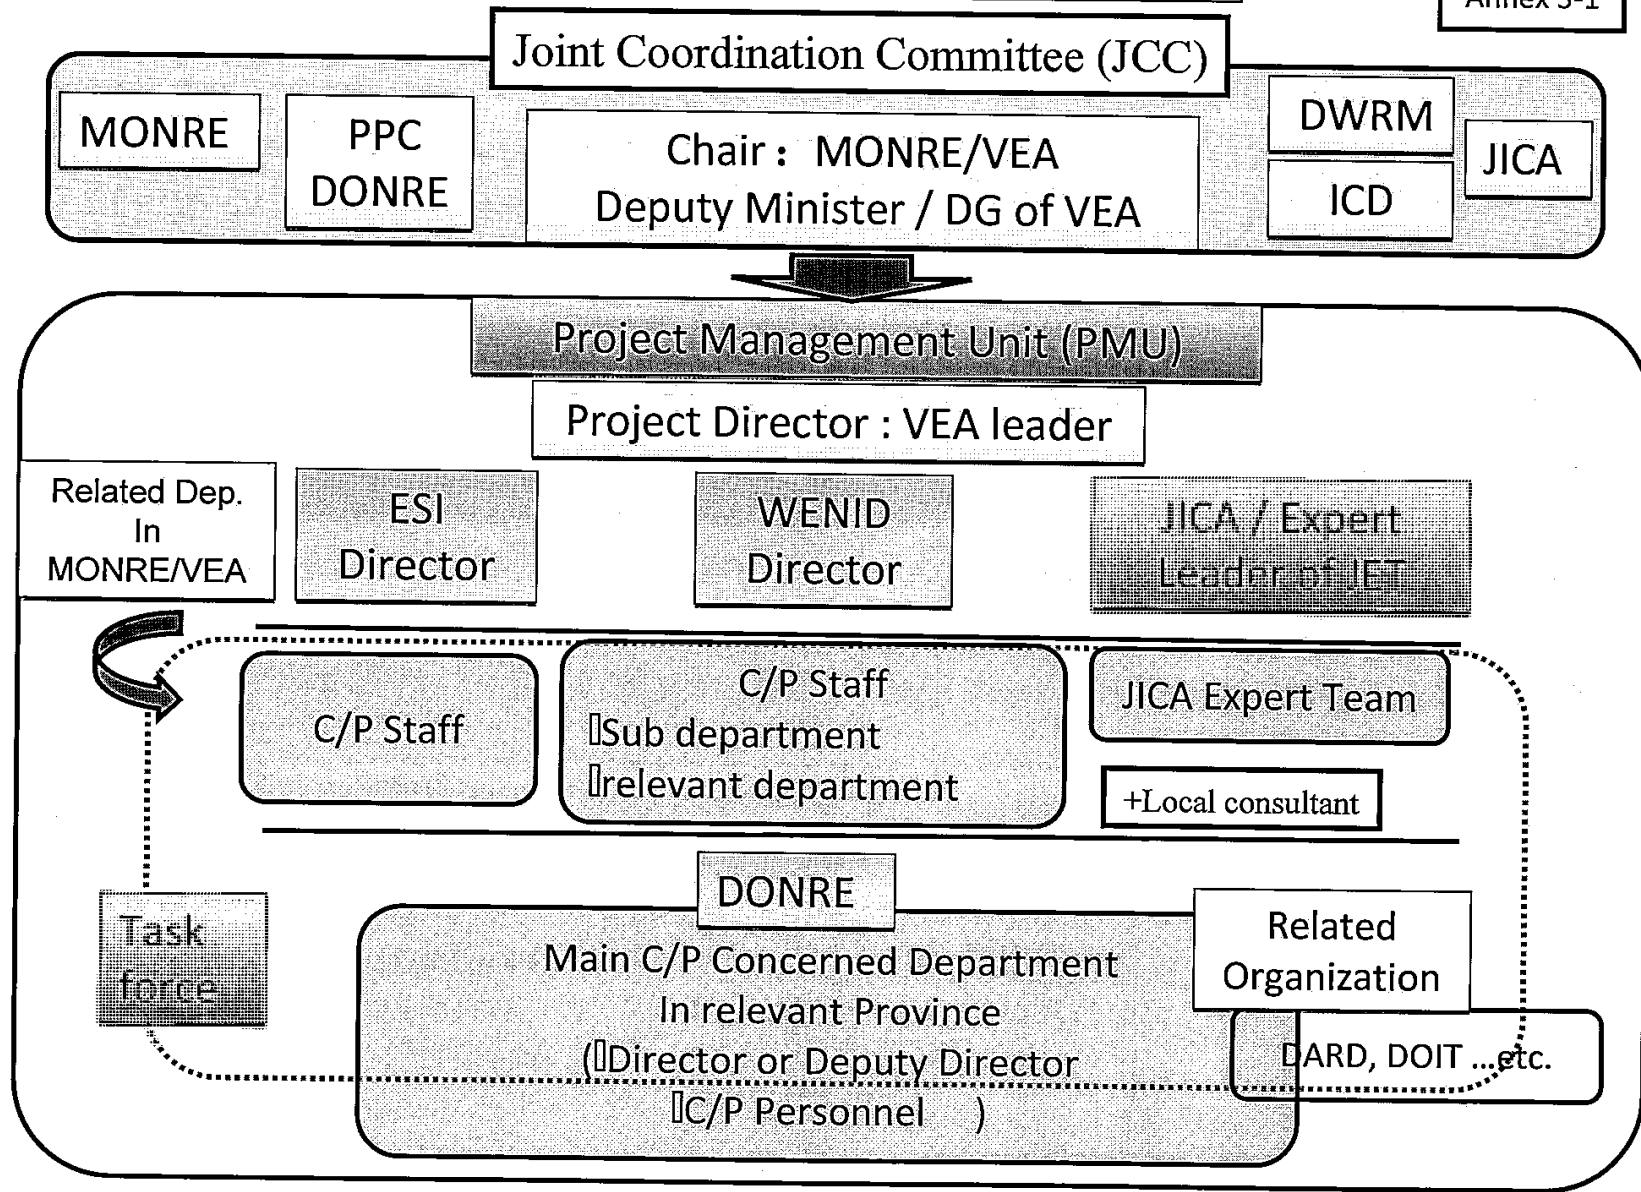 Annex 3-1
Joint Coordination Committee (JCC)
MONRE
PPC
DONRE
Chair : MONRE/VEA
Deputy Minister / DG of VEA
DWRM
ICD
JICA
Project Management Unit (PMU)
Project Director : VEA leader
Related Dep.
In
MONRE/VEA
ESI
Director
WENID
Director
JICA / Expert
Leader of JET
C/P Staff
C/P Staff
▯Sub department
▯relevant department
JICA Expert Team
+Local consultant
Task
force
DONRE
Main C/P Concerned Department
In relevant Province
(▯Director or Deputy Director
▯C/P Personnel )
Related
Organization
DARD, DOIT ...etc.